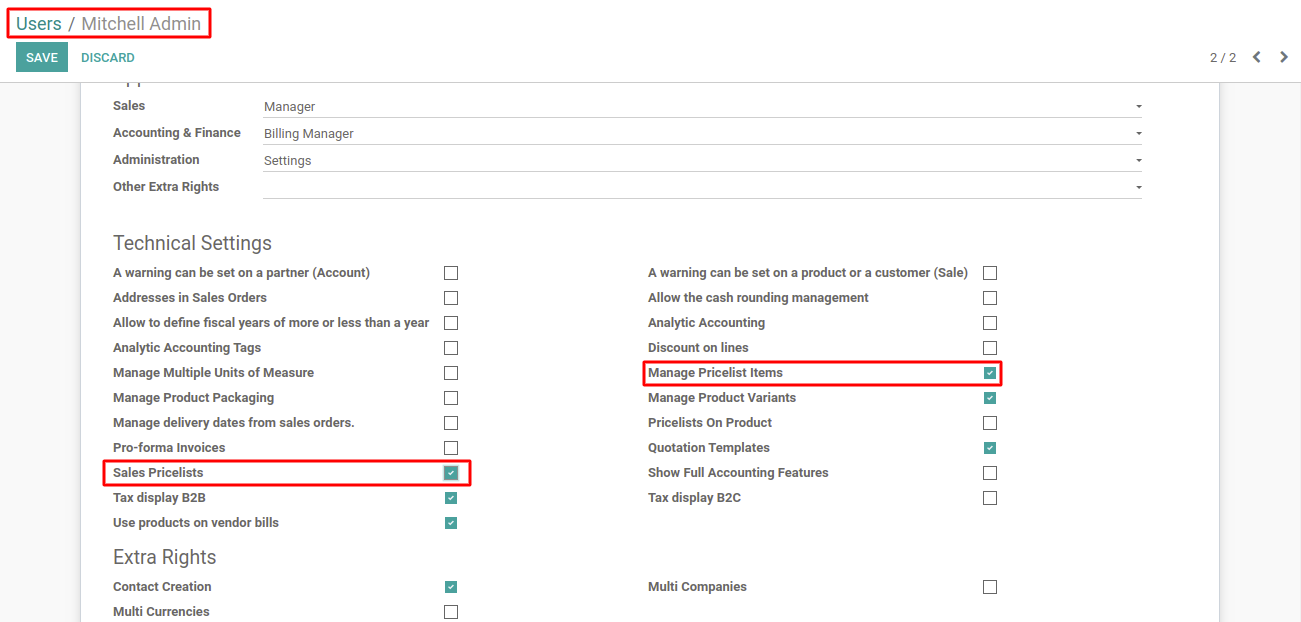 Users / Mitchell Admin
SAVE DISCARD 2 / 2
Sales Manager
Accounting & Finance Billing Manager
Administration Settings
Other Extra Rights
Technical Settings
A warning can be set on a partner (Account) A warning can be set on a product or a customer (Sale)
Addresses in Sales Orders Allow the cash rounding management
Allow to define fiscal years of more or less than a year Analytic Accounting
Analytic Accounting Tags Discount on lines
Manage Multiple Units of Measure Manage Pricelist Items
Manage Product Packaging Manage Product Variants
Manage delivery dates from sales orders. Pricelists On Product
Pro-forma Invoices Quotation Templates
Sales Pricelists Show Full Accounting Features
Tax display B2B Tax display B2C
Use products on vendor bills
Extra Rights
Contact Creation Multi Companies
Multi Currencies